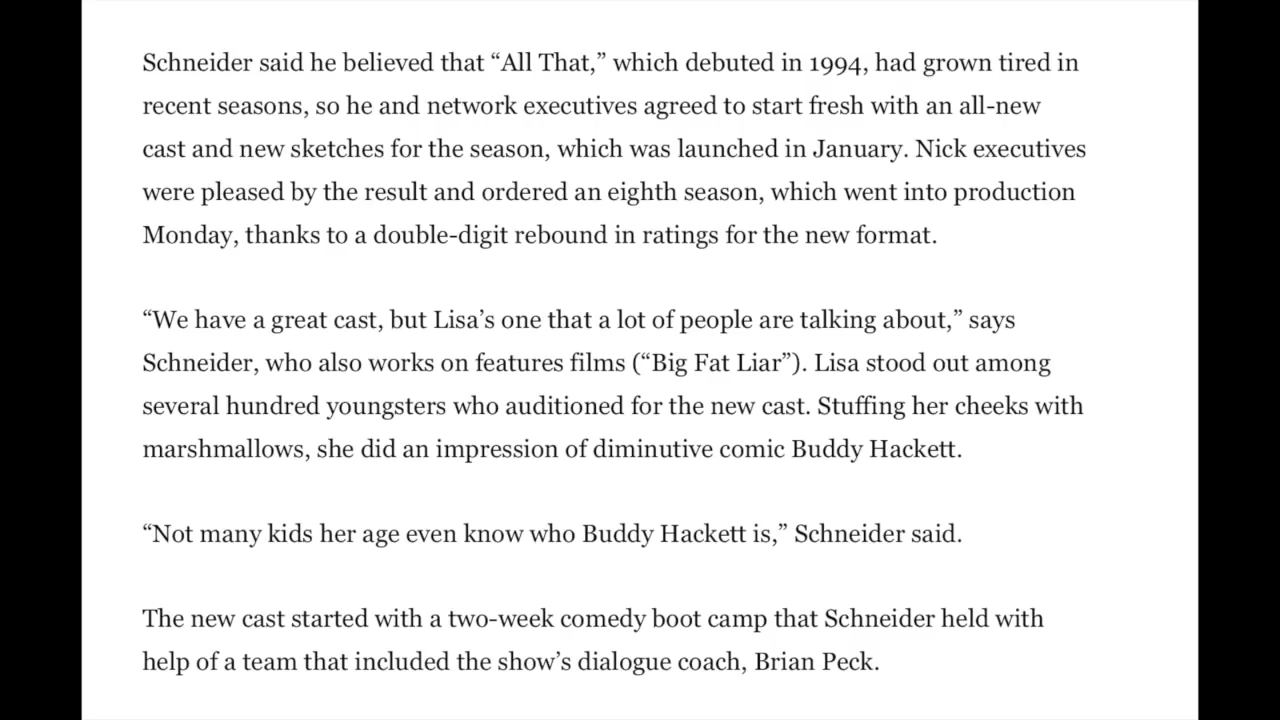 Schneider said he believed that “All That,” which debuted in 1994, had grown tired in
recent seasons, so he and network executives agreed to start fresh with an all-new
cast and new sketches for the season, which was launched in January. Nick executives
were pleased by the result and ordered an eighth season, which went into production
Monday, thanks to a double-digit rebound in ratings for the new format.
“We have a great cast, but Lisa’s one that a lot of people are talking about,” says
Schneider, who also works on features films (“Big Fat Liar”). Lisa stood out among
several hundred youngsters who auditioned for the new cast. Stuffing her cheeks with
marshmallows, she did an impression of diminutive comic Buddy Hackett.
“Not many kids her age even know who Buddy Hackett is,” Schneider said.
The new cast started with a two-week comedy boot camp that Schneider held with
help of a team that included the show’s dialogue coach, Brian Peck.